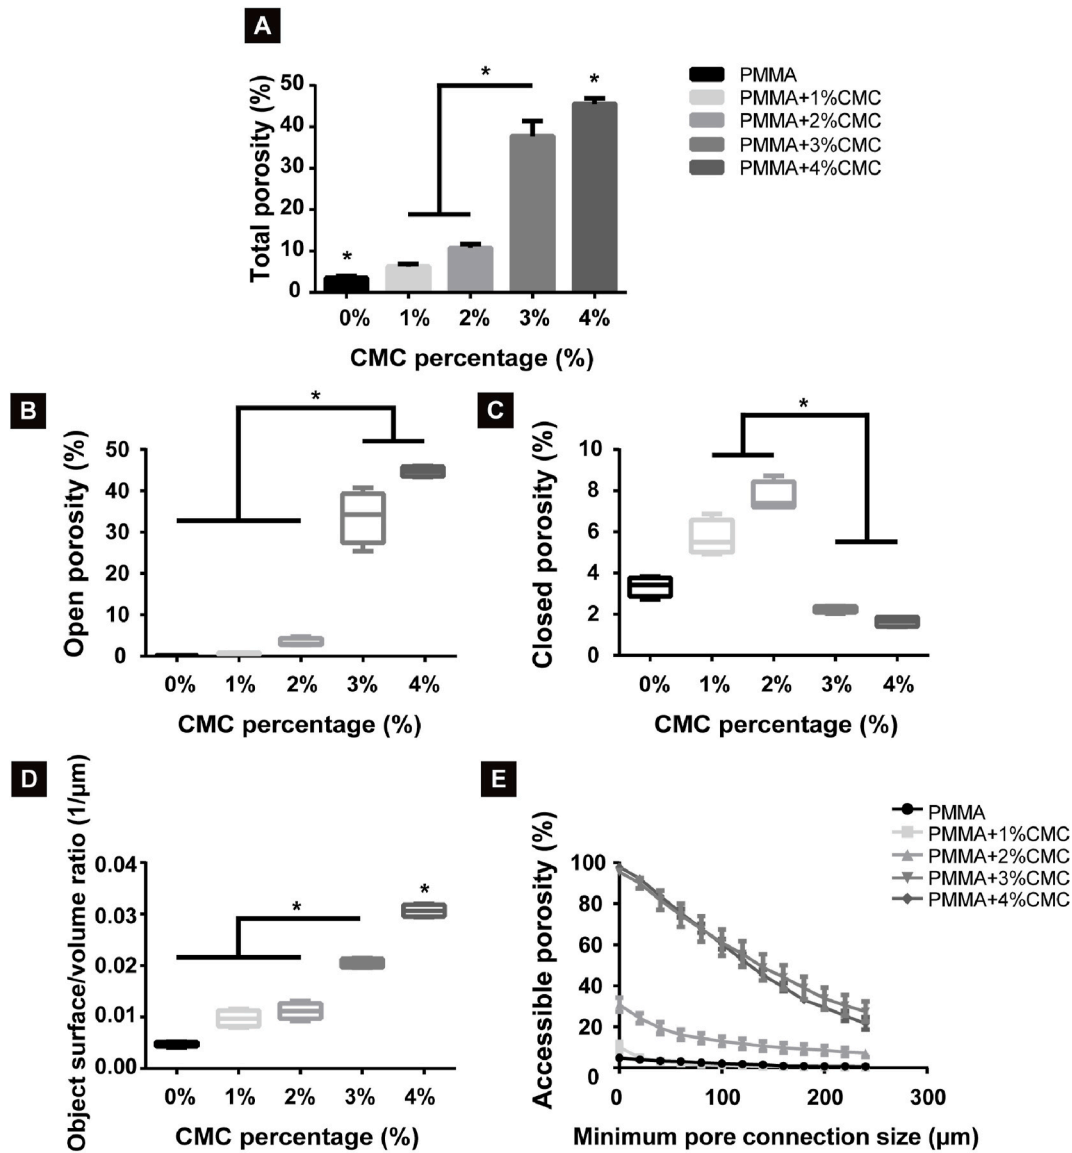 A
Total porosity (%)
50
40
30
20
10
0
*
*
*
0% 1% 2% 3% 4%
CMC percentage (%)
PMMA
PMMA+1%CMC
PMMA+2%CMC
PMMA+3%CMC
PMMA+4%CMC
B
Open porosity (%)
50
40
30
20
10
0
*
0% 1% 2% 3% 4%
CMC percentage (%)
C
Closed porosity (%)
10
8
6
4
2
0
*
0% 1% 2% 3% 4%
CMC percentage (%)
D
Object surface/volume ratio (1/µm)
0.04
0.03
0.02
0.01
0.00
*
*
0% 1% 2% 3% 4%
CMC percentage (%)
E
Accessible porosity (%)
100
80
60
40
20
0
0 100 200 300
Minimum pore connection size (µm)
PMMA
PMMA+1%CMC
PMMA+2%CMC
PMMA+3%CMC
PMMA+4%CMC